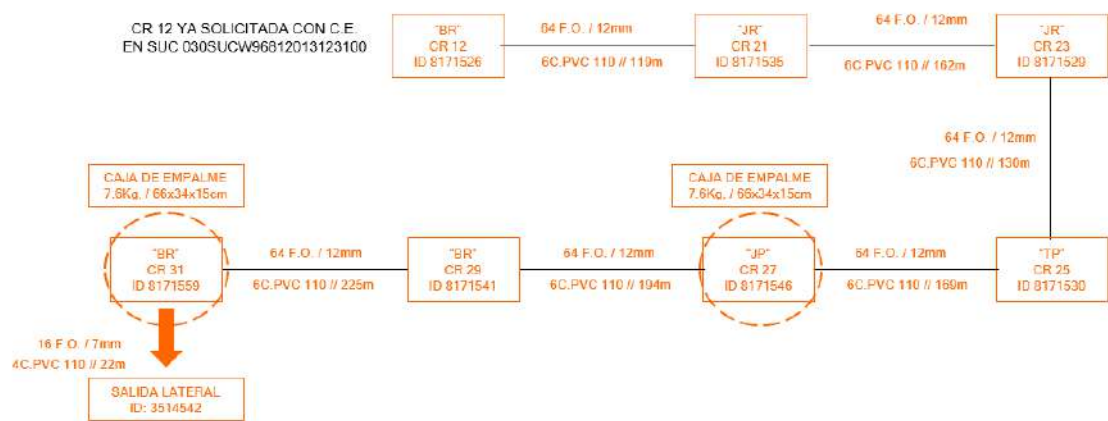 CR 12 YA SOLICITADA CON C.E.
EN SUC 030SUCW96812013123100
"BR"
CR 12
ID 8171526
64 F.O. / 12mm
6C.PVC 110 // 119m
"JR"
CR 21
ID 8171535
64 F.O. / 12mm
6C.PVC 110 // 162m
"JR"
CR 23
ID 8171529
64 F.O. / 12mm
6C.PVC 110 // 130m
CAJA DE EMPALME
7.6Kg. / 66x34x15cm
CAJA DE EMPALME
7.6Kg. / 66x34x15cm
"BR"
CR 31
ID 8171559
64 F.O. / 12mm
6C.PVC 110 // 225m
"BR"
CR 29
ID 8171541
64 F.O. / 12mm
6C.PVC 110 // 194m
"JP"
CR 27
ID 8171546
64 F.O. / 12mm
6C.PVC 110 // 169m
"TP"
CR 25
ID 8171530
16 F.O. / 7mm
4C.PVC 110 // 22m
SALIDA LATERAL
ID: 3514542